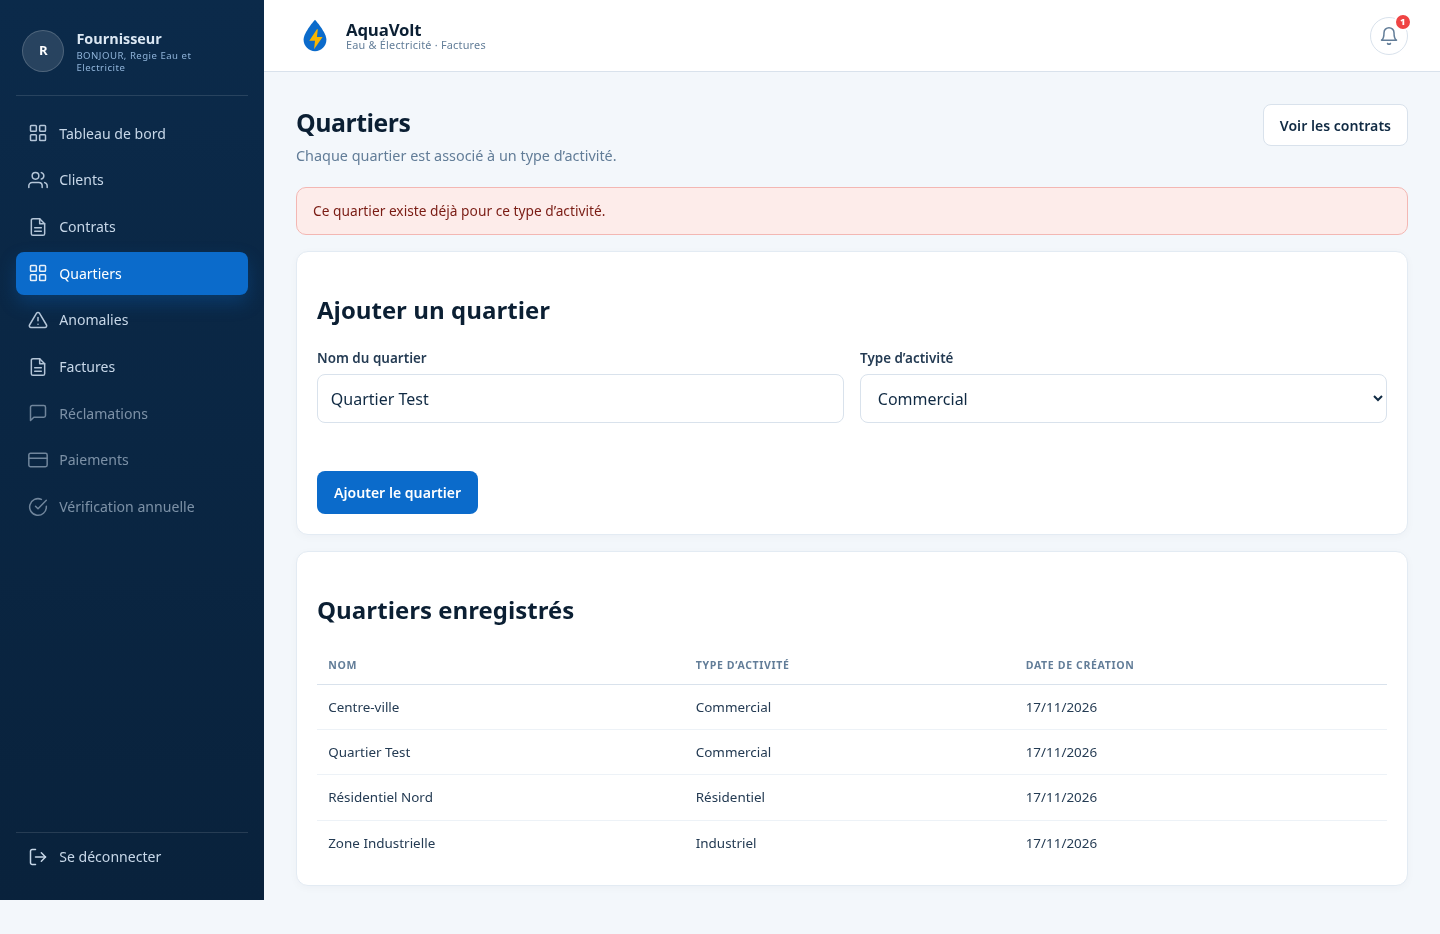 R
Fournisseur
BONJOUR, Regie Eau et
Electricite
Tableau de bord
Clients
Contrats
Quartiers
Anomalies
Factures
Réclamations
Paiements
Vérification annuelle
Se déconnecter
AquaVolt
Eau & Électricité · Factures
1
Quartiers
Chaque quartier est associé à un type d’activité.
Voir les contrats
Ce quartier existe déjà pour ce type d’activité.
Ajouter un quartier
Nom du quartier
Type d’activité
Quartier Test
Commercial
Ajouter le quartier
Quartiers enregistrés
NOM TYPE D’ACTIVITÉ DATE DE CRÉATION
Centre-ville Commercial 17/11/2026
Quartier Test Commercial 17/11/2026
Résidentiel Nord Résidentiel 17/11/2026
Zone Industrielle Industriel 17/11/2026